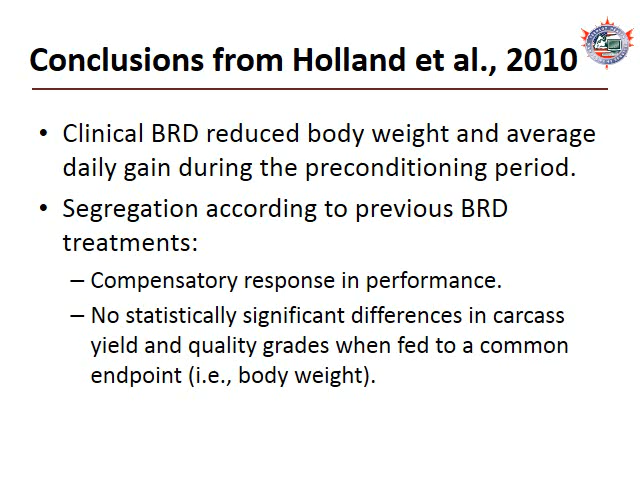 Conclusions from Holland et al., 2010
• Clinical BRD reduced body weight and average
daily gain during the preconditioning period.
• Segregation according to previous BRD
treatments:
– Compensatory response in performance.
– No statistically significant differences in carcass
yield and quality grades when fed to a common
endpoint (i.e., body weight).